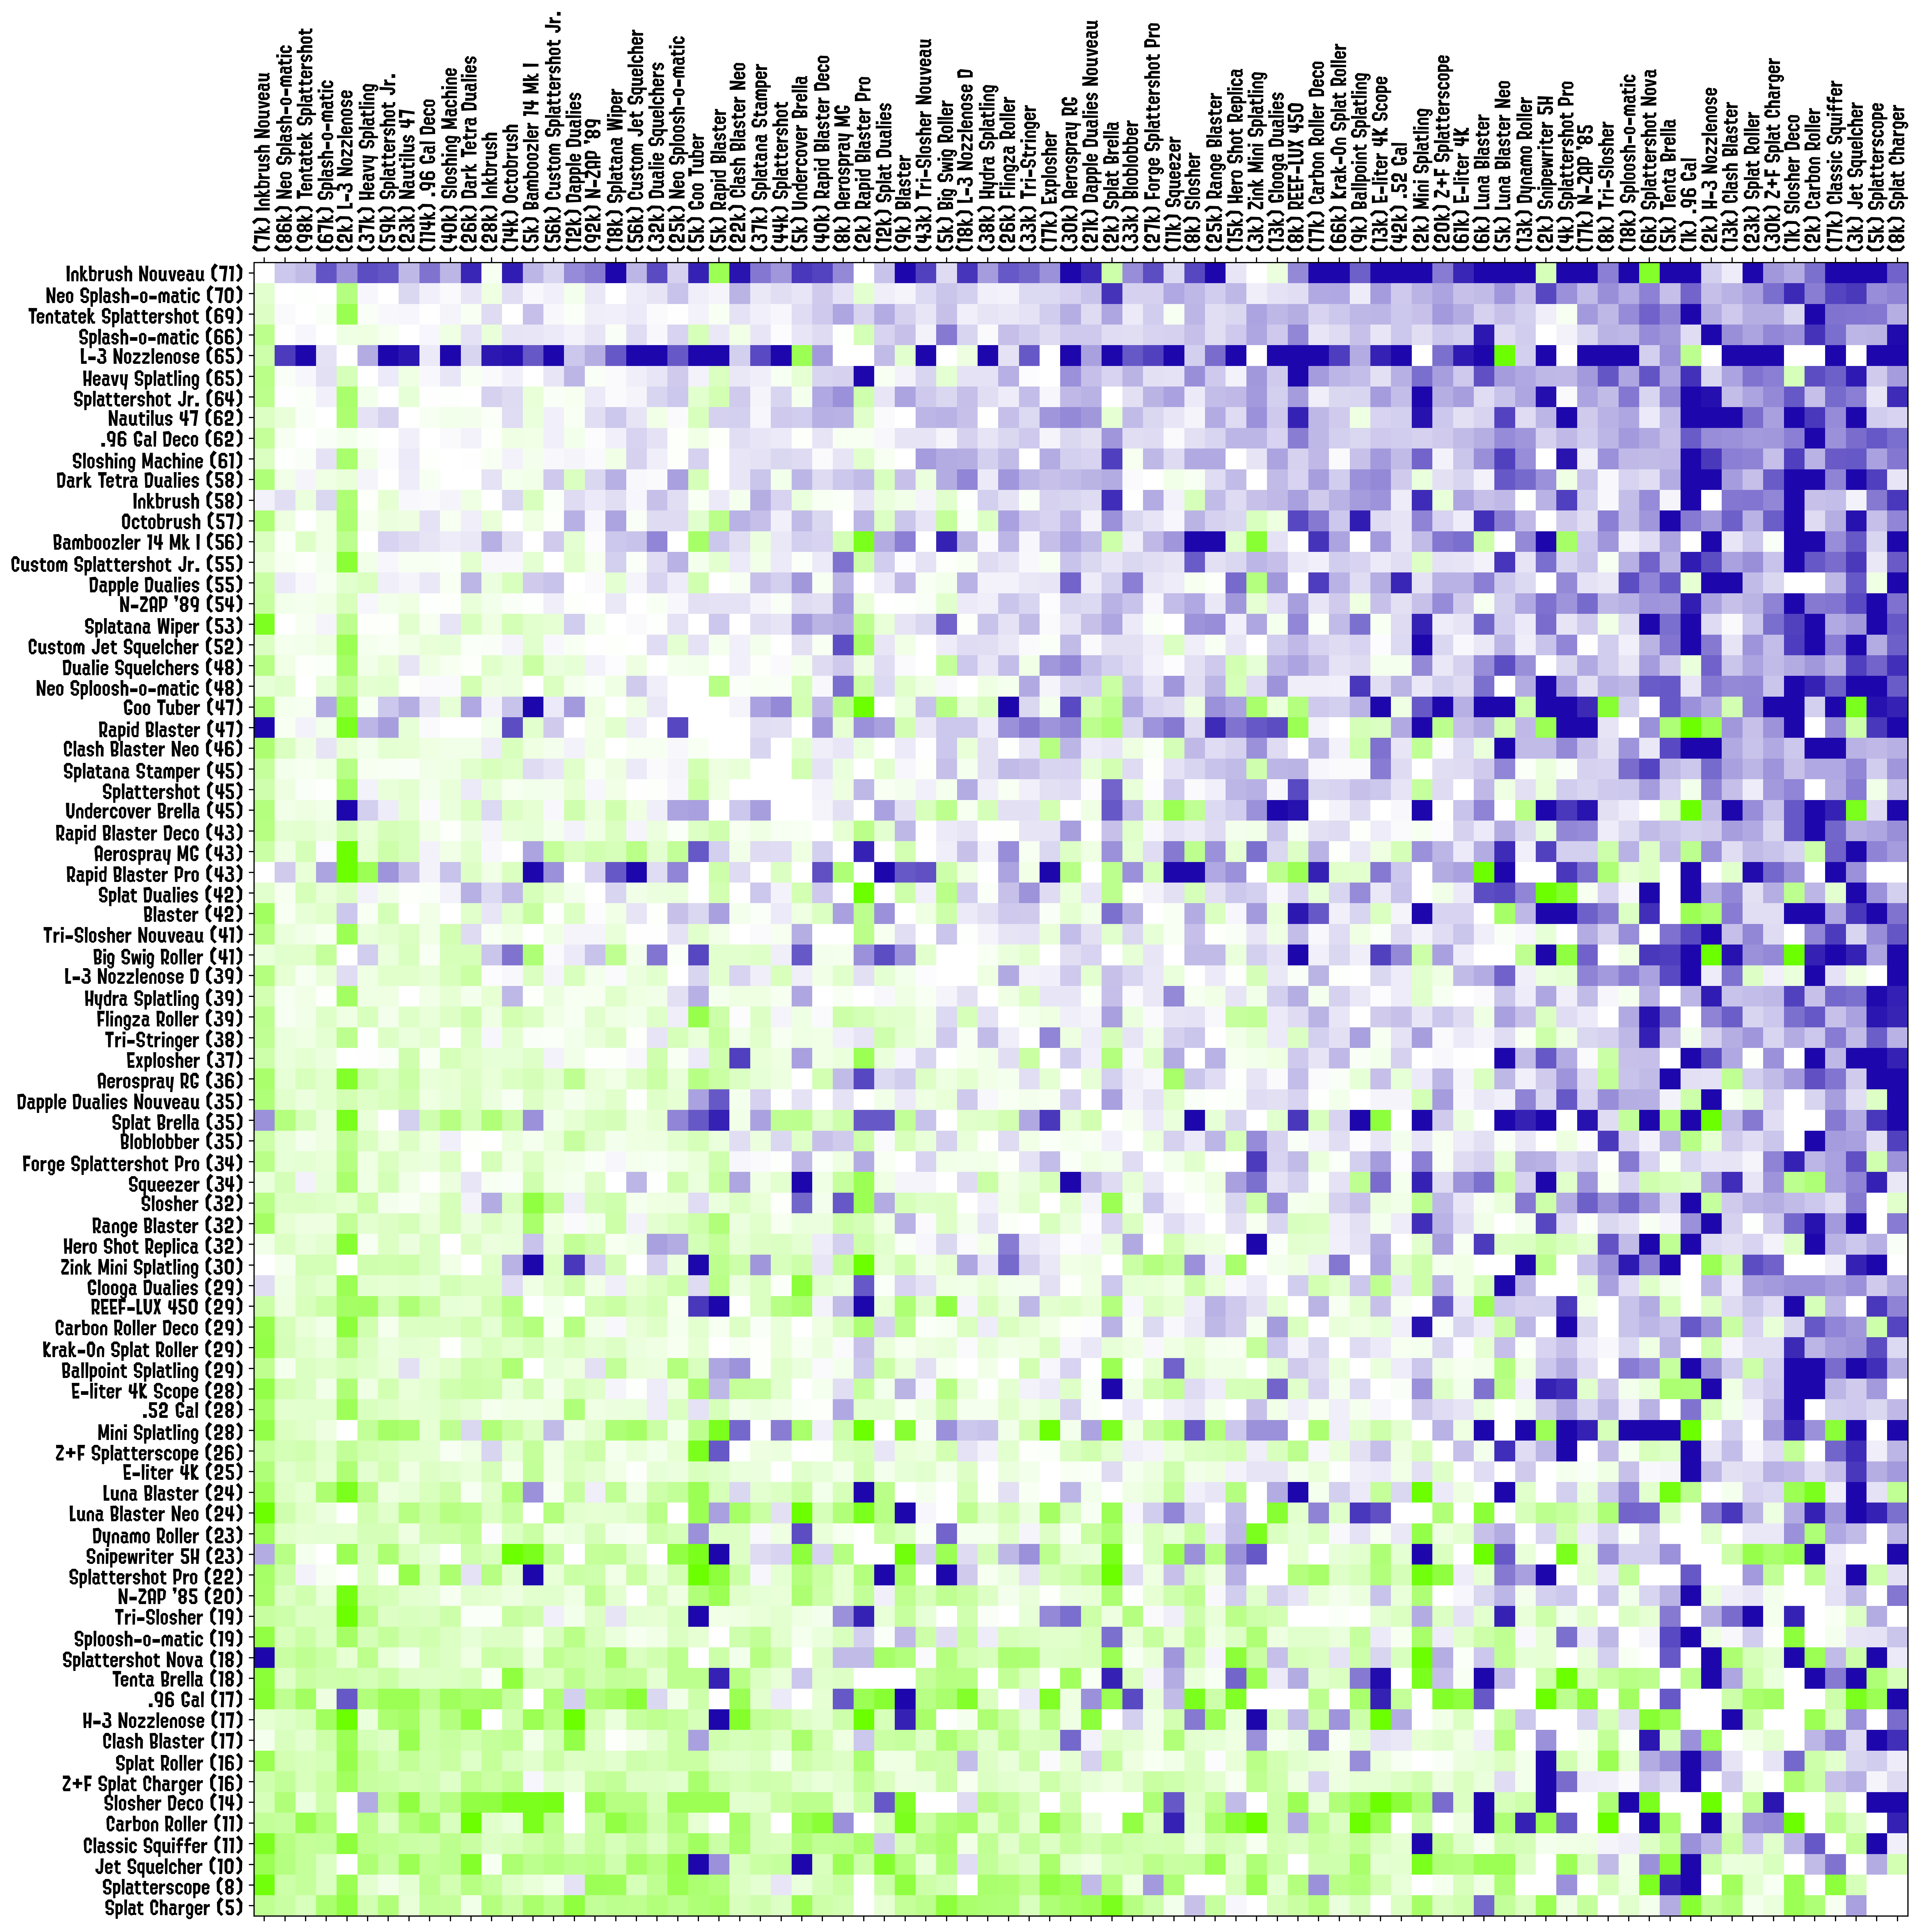 (7k) Inkbrush Nouveau
(86k) Neo Splash-o-matic
(98k) Tentatek Splattershot
(67k) Splash-o-matic
(2k) L-3 Nozzlenose
(37k) Heavy Splatling
(59k) Splattershot Jr.
(23k) Nautilus 47
(114k) .96 Gal Deco
(40k) Sloshing Machine
(26k) Dark Tetra Dualies
(28k) Inkbrush
(14k) Octobrush
(5k) Bamboozler 14 Mk I
(56k) Custom Splattershot Jr.
(12k) Dapple Dualies
(92k) N-ZAP '89
(18k) Splatana Wiper
(56k) Custom Jet Squelcher
(32k) Dualie Squelchers
(25k) Neo Sploosh-o-matic
(5k) Goo Tuber
(5k) Rapid Blaster
(22k) Clash Blaster Neo
(37k) Splatana Stamper
(44k) Splattershot
(5k) Undercover Brella
(40k) Rapid Blaster Deco
(8k) Aerospray MG
(2k) Rapid Blaster Pro
(12k) Splat Dualies
(9k) Blaster
(43k) Tri-Slosher Nouveau
(5k) Big Swig Roller
(18k) L-3 Nozzlenose D
(38k) Hydra Splatling
(26k) Flingza Roller
(33k) Tri-Stringer
(77k) Explosher
(30k) Aerospray RG
(21k) Dapple Dualies Nouveau
(2k) Splat Brella
(33k) Bloblobber
(27k) Forge Splattershot Pro
(11k) Squeezer
(8k) Slosher
(25k) Range Blaster
(15k) Hero Shot Replica
(3k) Zink Mini Splatling
(13k) Glooga Dualies
(8k) REEF-LUX 450
(17k) Carbon Roller Deco
(66k) Krak-On Splat Roller
(9k) Ballpoint Splatling
(13k) E-liter 4K Scope
(42k) .52 Gal
(2k) Mini Splatling
(20k) Z+F Splatterscope
(61k) E-liter 4K
(6k) Luna Blaster
(5k) Luna Blaster Neo
(13k) Dynamo Roller
(2k) Snipewriter 5H
(4k) Splattershot Pro
(17k) N-ZAP '85
(8k) Tri-Slosher
(18k) Sploosh-o-matic
(6k) Splattershot Nova
(5k) Tenta Brella
(1k) .96 Gal
(2k) H-3 Nozzlenose
(13k) Clash Blaster
(23k) Splat Roller
(30k) Z+F Splat Charger
(1k) Slosher Deco
(2k) Carbon Roller
(17k) Classic Squiffer
(3k) Jet Squelcher
(5k) Splatterscope
(8k) Splat Charger
Inkbrush Nouveau (71)
Neo Splash-o-matic (70)
Tentatek Splattershot (69)
Splash-o-matic (66)
L-3 Nozzlenose (65)
Heavy Splatling (65)
Splattershot Jr. (64)
Nautilus 47 (62)
.96 Gal Deco (62)
Sloshing Machine (61)
Dark Tetra Dualies (58)
Inkbrush (58)
Octobrush (57)
Bamboozler 14 Mk I (56)
Custom Splattershot Jr. (55)
Dapple Dualies (55)
N-ZAP '89 (54)
Splatana Wiper (53)
Custom Jet Squelcher (52)
Dualie Squelchers (48)
Neo Sploosh-o-matic (48)
Goo Tuber (47)
Rapid Blaster (47)
Clash Blaster Neo (46)
Splatana Stamper (45)
Splattershot (45)
Undercover Brella (45)
Rapid Blaster Deco (43)
Aerospray MG (43)
Rapid Blaster Pro (43)
Splat Dualies (42)
Blaster (42)
Tri-Slosher Nouveau (41)
Big Swig Roller (41)
L-3 Nozzlenose D (39)
Hydra Splatling (39)
Flingza Roller (39)
Tri-Stringer (38)
Explosher (37)
Aerospray RG (36)
Dapple Dualies Nouveau (35)
Splat Brella (35)
Bloblobber (35)
Forge Splattershot Pro (34)
Squeezer (34)
Slosher (32)
Range Blaster (32)
Hero Shot Replica (32)
Zink Mini Splatling (30)
Glooga Dualies (29)
REEF-LUX 450 (29)
Carbon Roller Deco (29)
Krak-On Splat Roller (29)
Ballpoint Splatling (29)
E-liter 4K Scope (28)
.52 Gal (28)
Mini Splatling (28)
Z+F Splatterscope (26)
E-liter 4K (25)
Luna Blaster (24)
Luna Blaster Neo (24)
Dynamo Roller (23)
Snipewriter 5H (23)
Splattershot Pro (22)
N-ZAP '85 (20)
Tri-Slosher (19)
Sploosh-o-matic (19)
Splattershot Nova (18)
Tenta Brella (18)
.96 Gal (17)
H-3 Nozzlenose (17)
Clash Blaster (17)
Splat Roller (16)
Z+F Splat Charger (16)
Slosher Deco (14)
Carbon Roller (11)
Classic Squiffer (11)
Jet Squelcher (10)
Splatterscope (8)
Splat Charger (5)